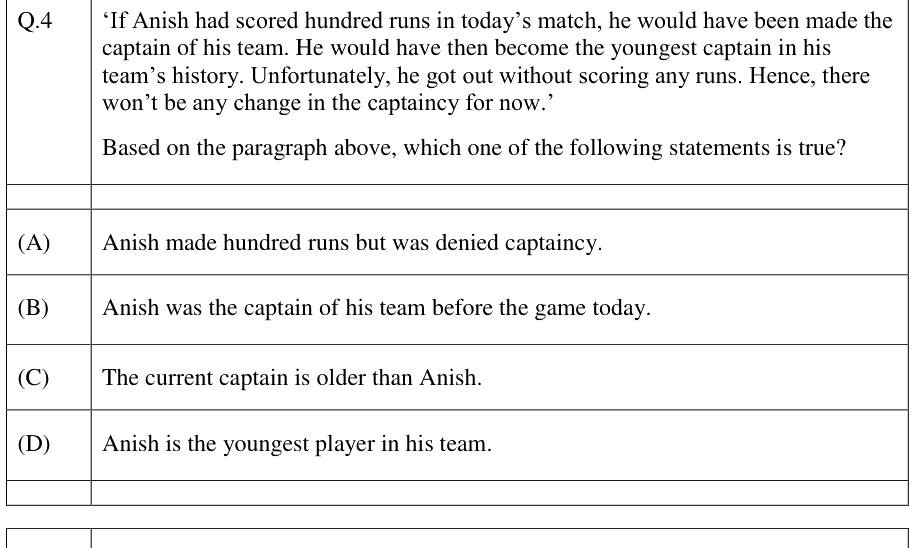 Q.4 ‘If Anish had scored hundred runs in today’s match, he would have been made the
captain of his team. He would have then become the youngest captain in his
team’s history. Unfortunately, he got out without scoring any runs. Hence, there
won’t be any change in the captaincy for now.’
Based on the paragraph above, which one of the following statements is true?
(A) Anish made hundred runs but was denied captaincy.
(B) Anish was the captain of his team before the game today.
(C) The current captain is older than Anish.
(D) Anish is the youngest player in his team.